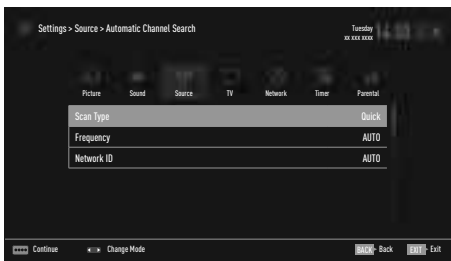 Settings > Source > Automatic Channel Search
Tuesday
xx xxx xxxx
Picture Sound Source TV Network Timer Parental
Scan Type Quick
Frequency AUTO
Network ID AUTO
Continue Change Mode BACK - Back EXIT - Exit